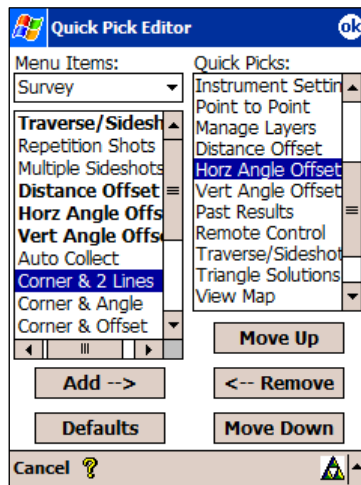 Quick Pick Editor
ok
Menu Items:
Survey
Traverse/Sidesh
Repetition Shots
Multiple Sideshots
Distance Offset
Horz Angle Offs
Vert Angle Offs
Auto Collect
Corner & 2 Lines
Corner & Angle
Corner & Offset
Quick Picks:
Instrument Settin
Point to Point
Manage Layers
Distance Offset
Horz Angle Offset
Vert Angle Offset
Past Results
Remote Control
Traverse/Sideshot
Triangle Solutions
View Map
Move Up
Add -->
<-- Remove
Defaults
Move Down
Cancel ?